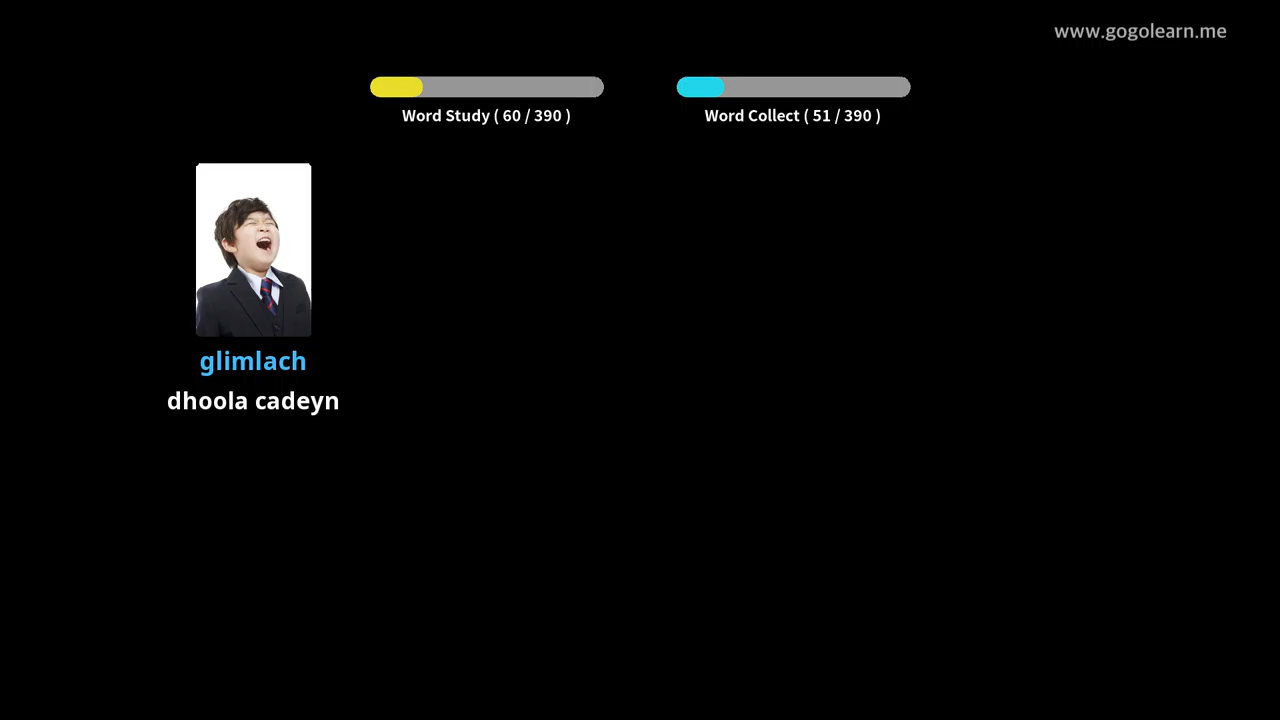 www.gogolearn.me
Word Study ( 60 / 390 )
Word Collect ( 51 / 390 )
glimlach
dhoola cadeyn